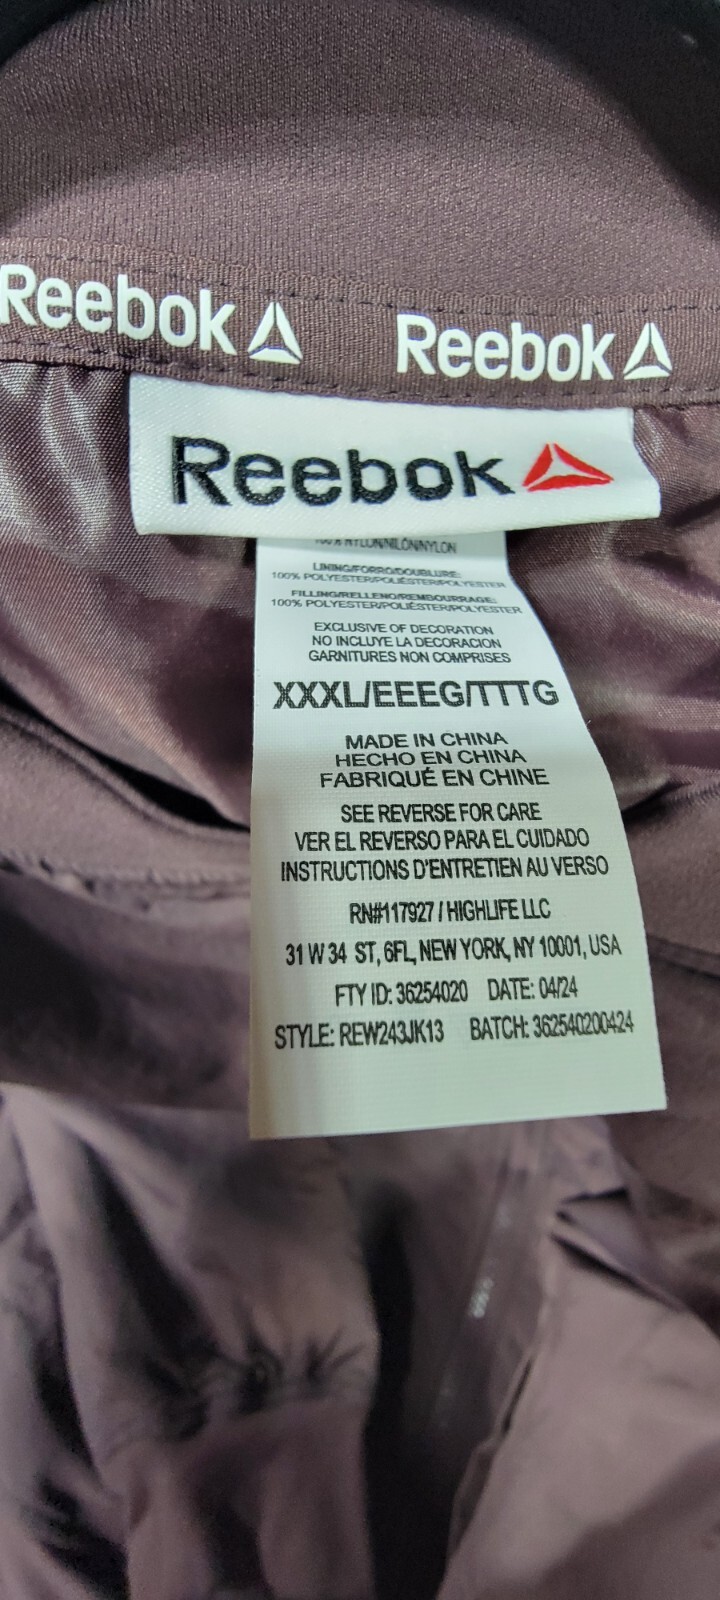 Reebok
Reebok
Reebok
100% NYLON/NILÓN/NYLON
LINING/FORRO/DOUBLURE:
100% POLYESTER/POLIÉSTER/POLYESTER
FILLING/RELLENO/REMBOURRAGE:
100% POLYESTER/POLIÉSTER/POLYESTER
EXCLUSIVE OF DECORATION
NO INCLUYE LA DECORACION
GARNITURES NON COMPRISES
XXXL/EEEG/TTTG
MADE IN CHINA
HECHO EN CHINA
FABRIQUÉ EN CHINE
SEE REVERSE FOR CARE
VER EL REVERSO PARA EL CUIDADO
INSTRUCTIONS D'ENTRETIEN AU VERSO
RN#117927 / HIGHLIFE LLC
31 W 34 ST, 6FL, NEW YORK, NY 10001, USA
FTY ID: 36254020 DATE: 04/24
STYLE: REW243JK13 BATCH: 362540200424